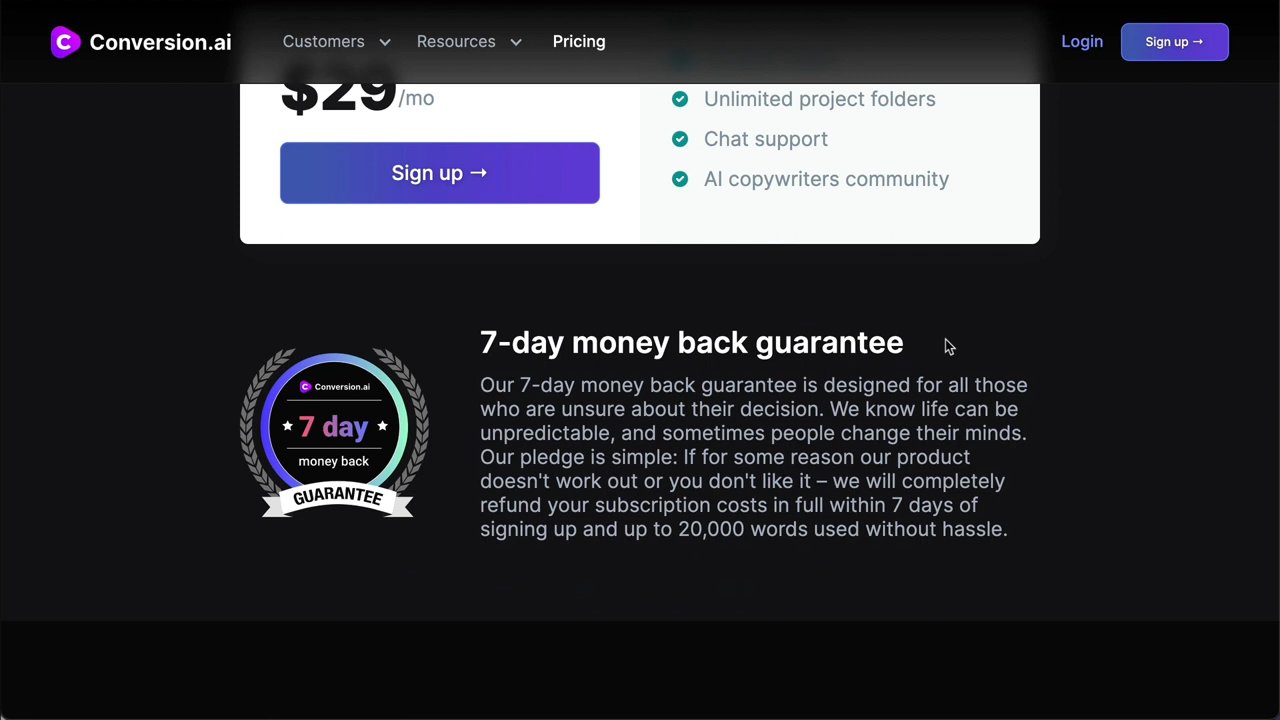 Conversion.ai
Customers
Resources
Pricing
Login
Sign up →
$29/mo
Sign up →
Unlimited project folders
Chat support
AI copywriters community
Conversion.ai
7 day
money back
GUARANTEE
7-day money back guarantee
Our 7-day money back guarantee is designed for all those
who are unsure about their decision. We know life can be
unpredictable, and sometimes people change their minds.
Our pledge is simple: If for some reason our product
doesn't work out or you don't like it – we will completely
refund your subscription costs in full within 7 days of
signing up and up to 20,000 words used without hassle.